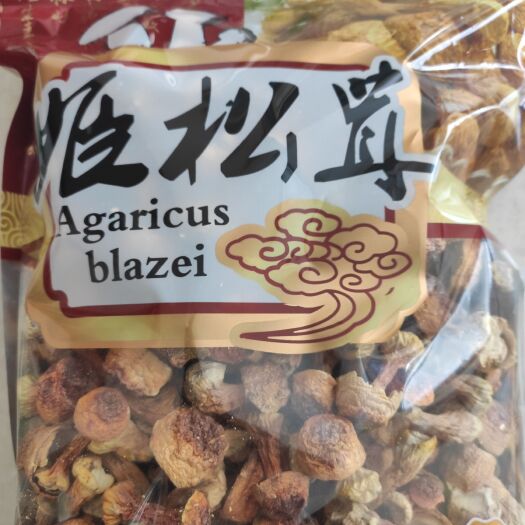 姬松茸
Agaricus
blazei